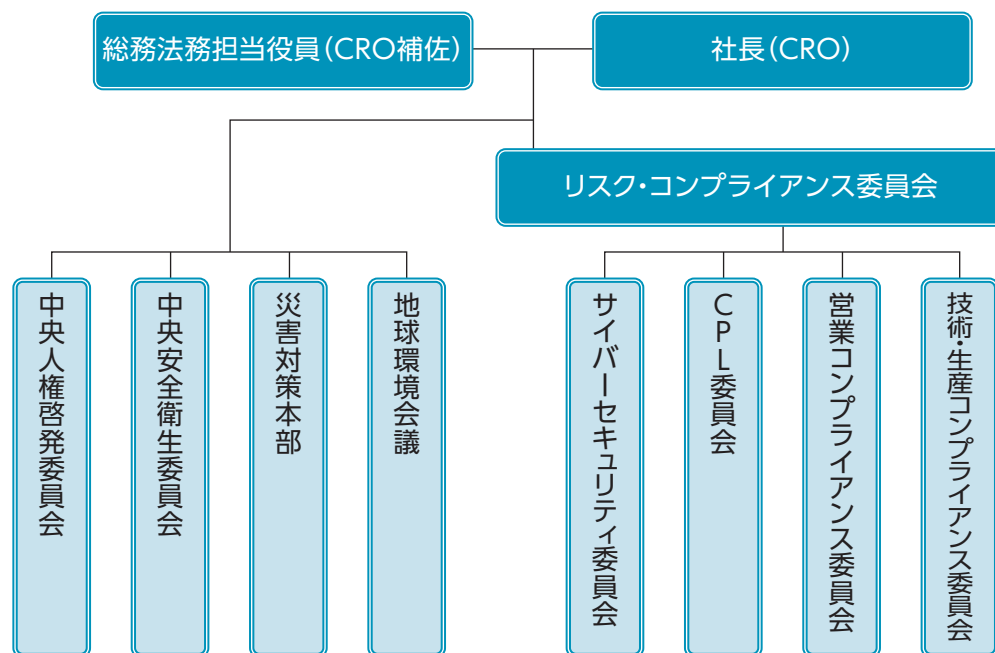 総務法務担当役員（CRO補佐）
社長（CRO）
リスク・コンプライアンス委員会
中央人権啓発委員会
中央安全衛生委員会
災害対策本部
地球環境会議
サイバーセキュリティ委員会
CPL委員会
営業コンプライアンス委員会
技術・生産コンプライアンス委員会